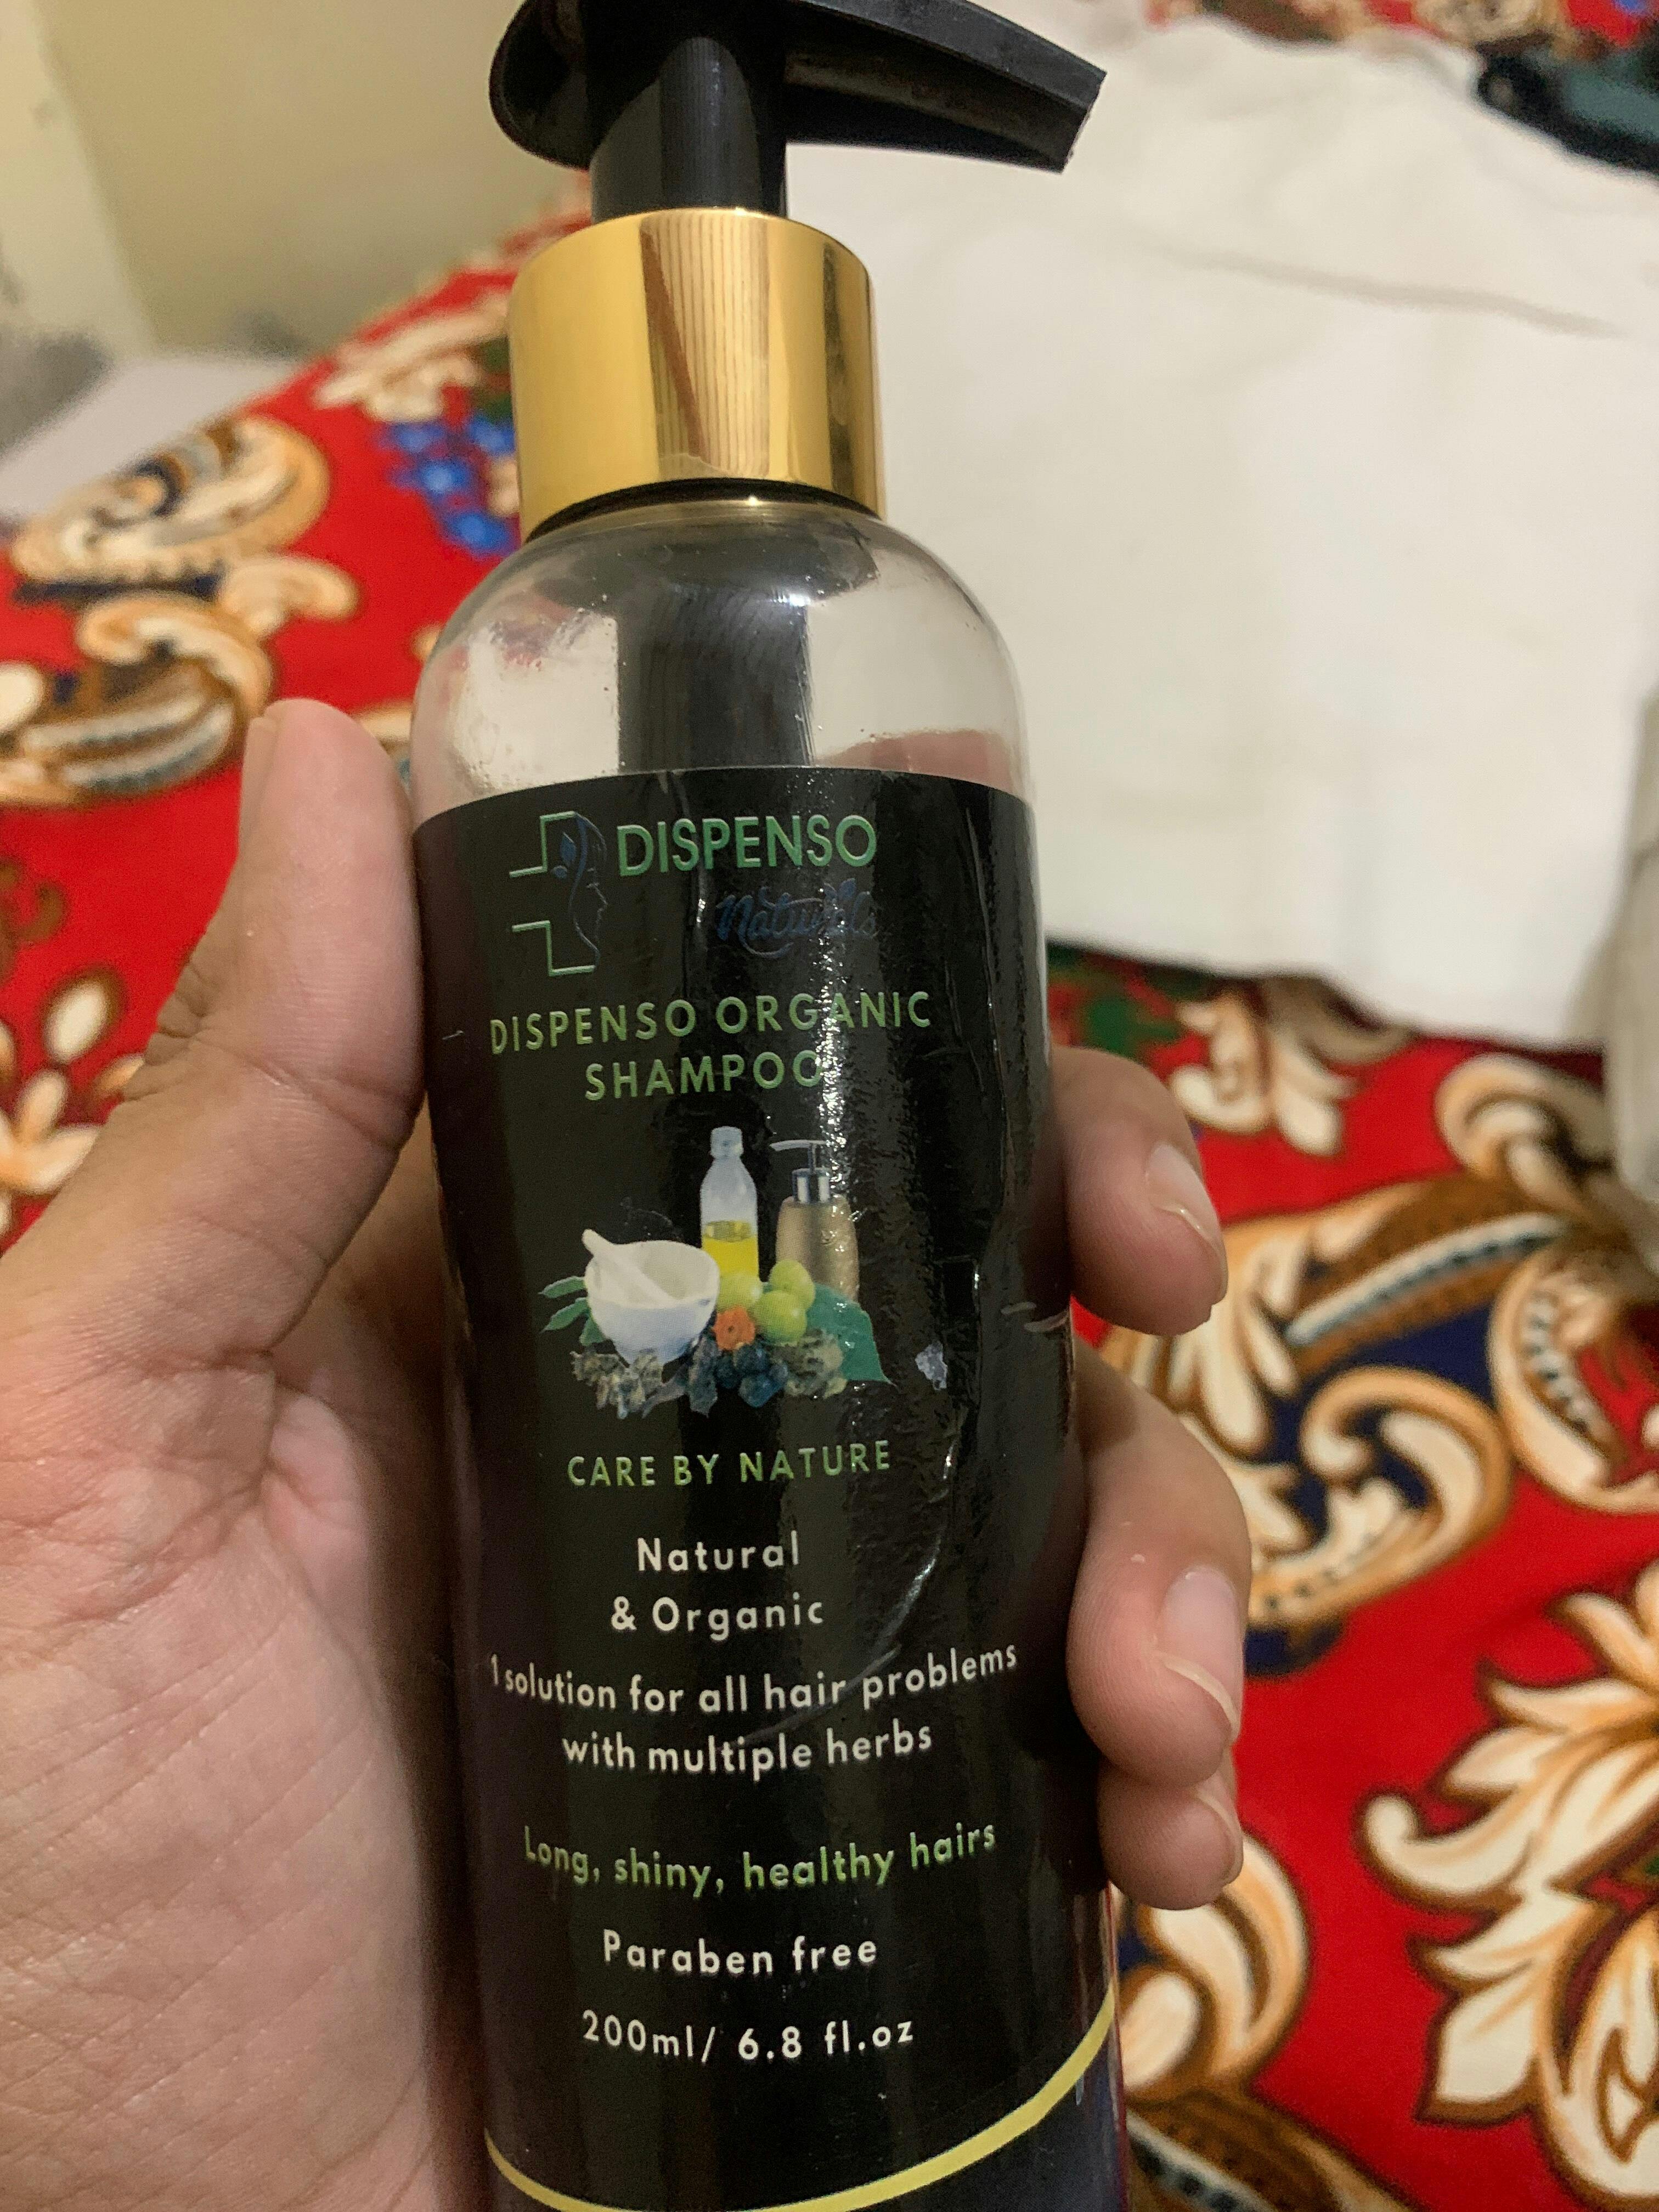 DISPENSO
Naturals
DISPENSO ORGANIC
SHAMPOO
CARE BY NATURE
Natural
& Organic
1 solution for all hair problems
with multiple herbs
Long, shiny, healthy hairs
Paraben free
200ml/ 6.8 fl.oz